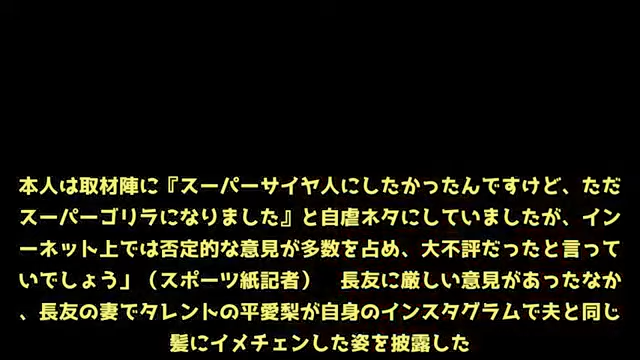 本人は取材陣に『スーパーサイヤ人にしたかったんですけど、ただ
スーパーゴリラになりました』と自虐ネタにしていましたが、イン
ーネット上では否定的な意見が多数を占め、大不評だったと言って
いでしょう」（スポーツ紙記者）　長友に厳しい意見があったなか
、長友の妻でタレントの平愛梨が自身のインスタグラムで夫と同じ
髪にイメチェンした姿を披露した